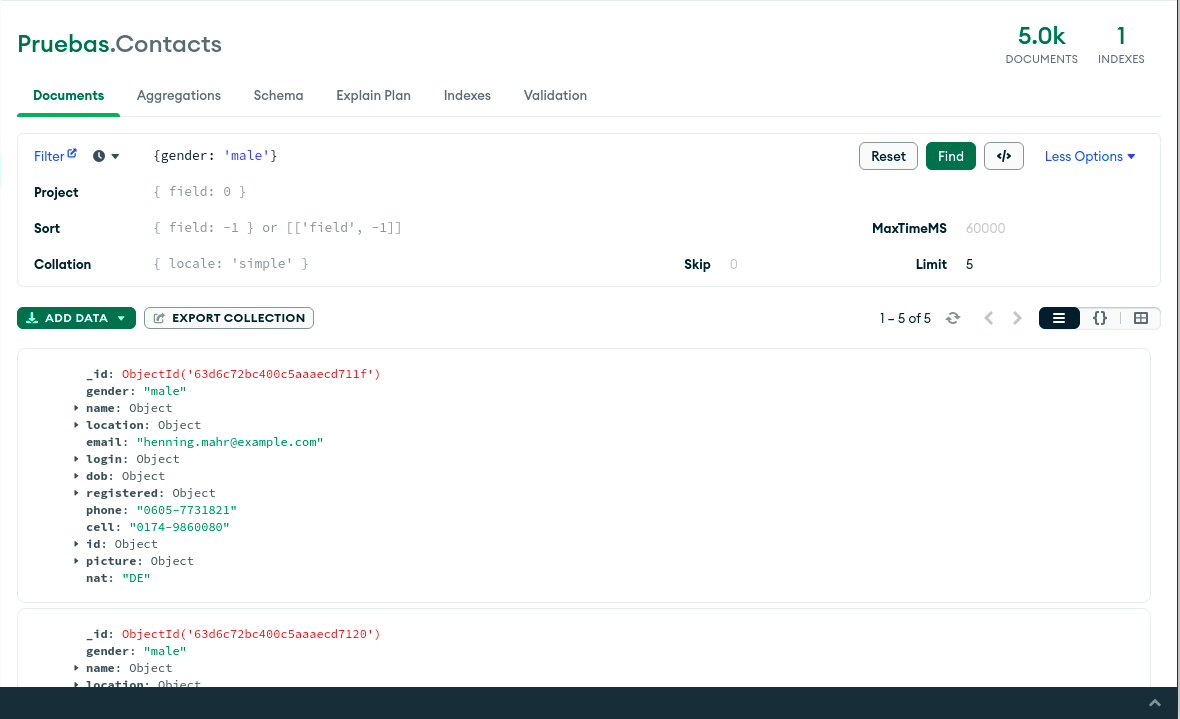 Pruebas.Contacts
5.0k
DOCUMENTS
1
INDEXES
Documents Aggregations Schema Explain Plan Indexes Validation
Filter {gender: 'male'} Reset Find </> Less Options
Project { field: 0 }
Sort { field: -1 } or [['field', -1]] MaxTimeMS 60000
Collation { locale: 'simple' } Skip 0 Limit 5
ADD DATA EXPORT COLLECTION 1 – 5 of 5 {}
_id: ObjectId('63d6c72bc400c5aaaecd711f')
gender: "male"
name: Object
location: Object
email: "henning.mahr@example.com"
login: Object
dob: Object
registered: Object
phone: "0605-7731821"
cell: "0174-9860080"
id: Object
picture: Object
nat: "DE"
_id: ObjectId('63d6c72bc400c5aaaecd7120')
gender: "male"
name: Object
location: Object